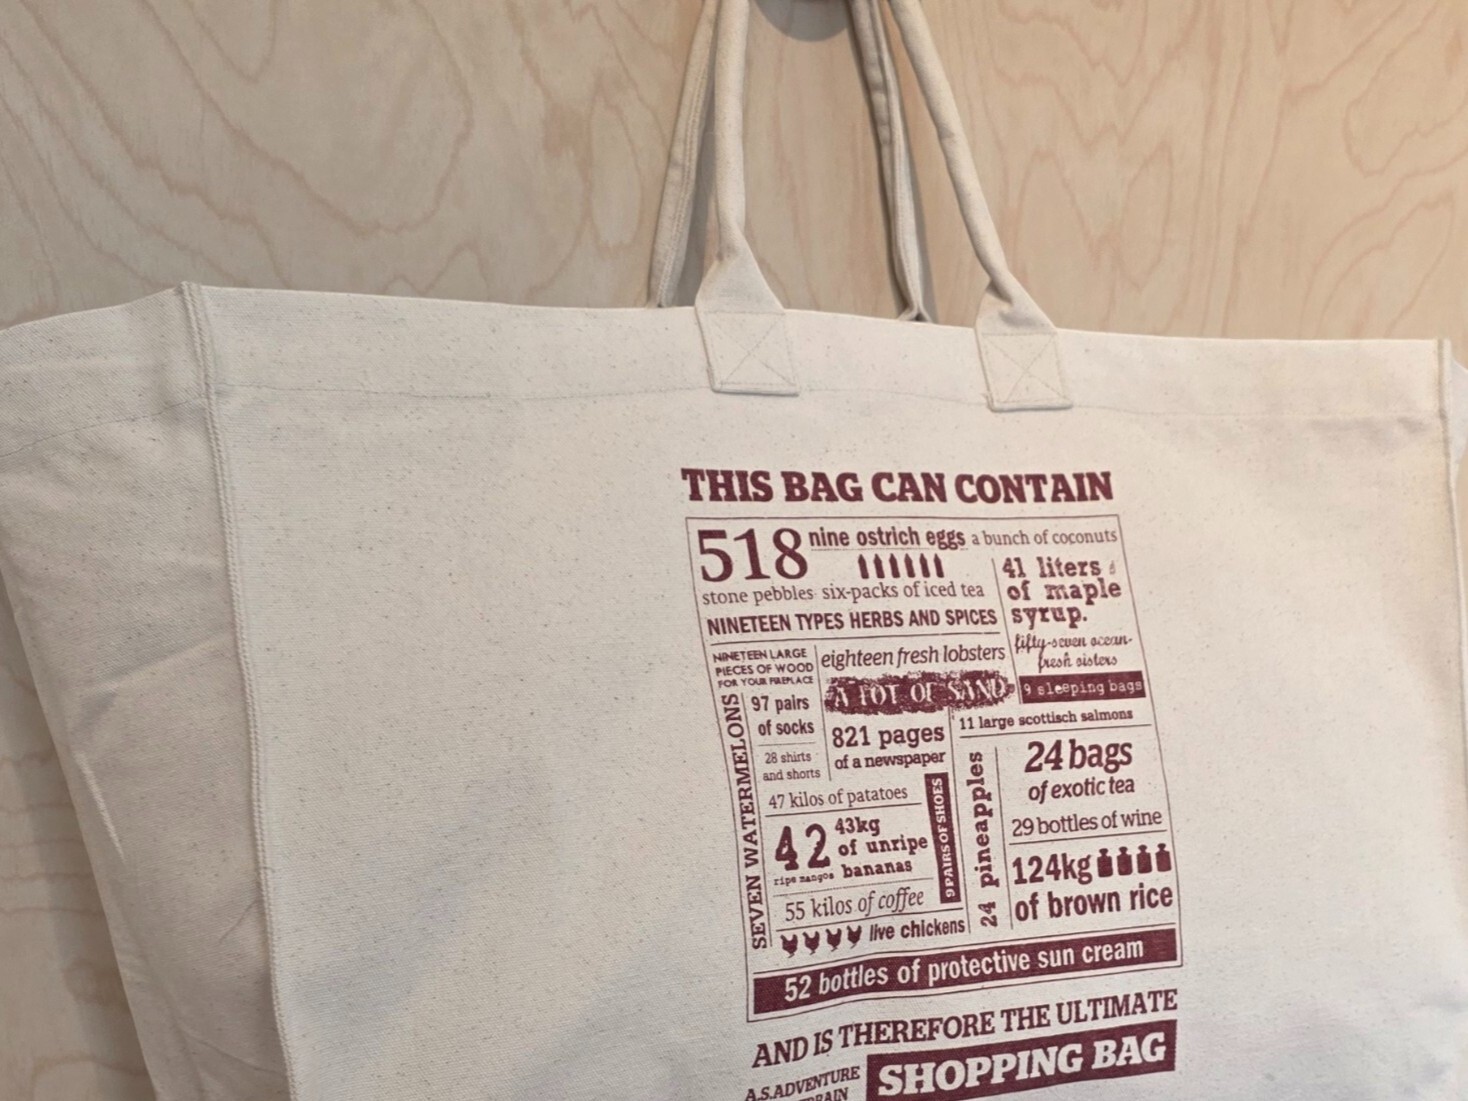 THIS BAG CAN CONTAIN
518
stone pebbles
nine ostrich eggs
a bunch of coconuts
six-packs of iced tea
41 liters
of maple
syrup.
NINETEEN TYPES HERBS AND SPICES
fifty-seven ocean-
fresh oisters
NINETEEN LARGE
PIECES OF WOOD
FOR YOUR FIREPLACE
eighteen fresh lobsters
A LOT OF SAND
9 sleeping bags
SEVEN WATERMELONS
97 pairs
of socks
28 shirts
and shorts
821 pages
of a newspaper
11 large scottisch salmons
24 bags
of exotic tea
47 kilos of patatoes
9 PAIRS OF SHOES
24 pineapples
29 bottles of wine
42
ripe mangos
43kg
of unripe
bananas
124kg
of brown rice
55 kilos of coffee
live chickens
52 bottles of protective sun cream
AND IS THEREFORE THE ULTIMATE
A.S.ADVENTURE
SHOPPING BAG